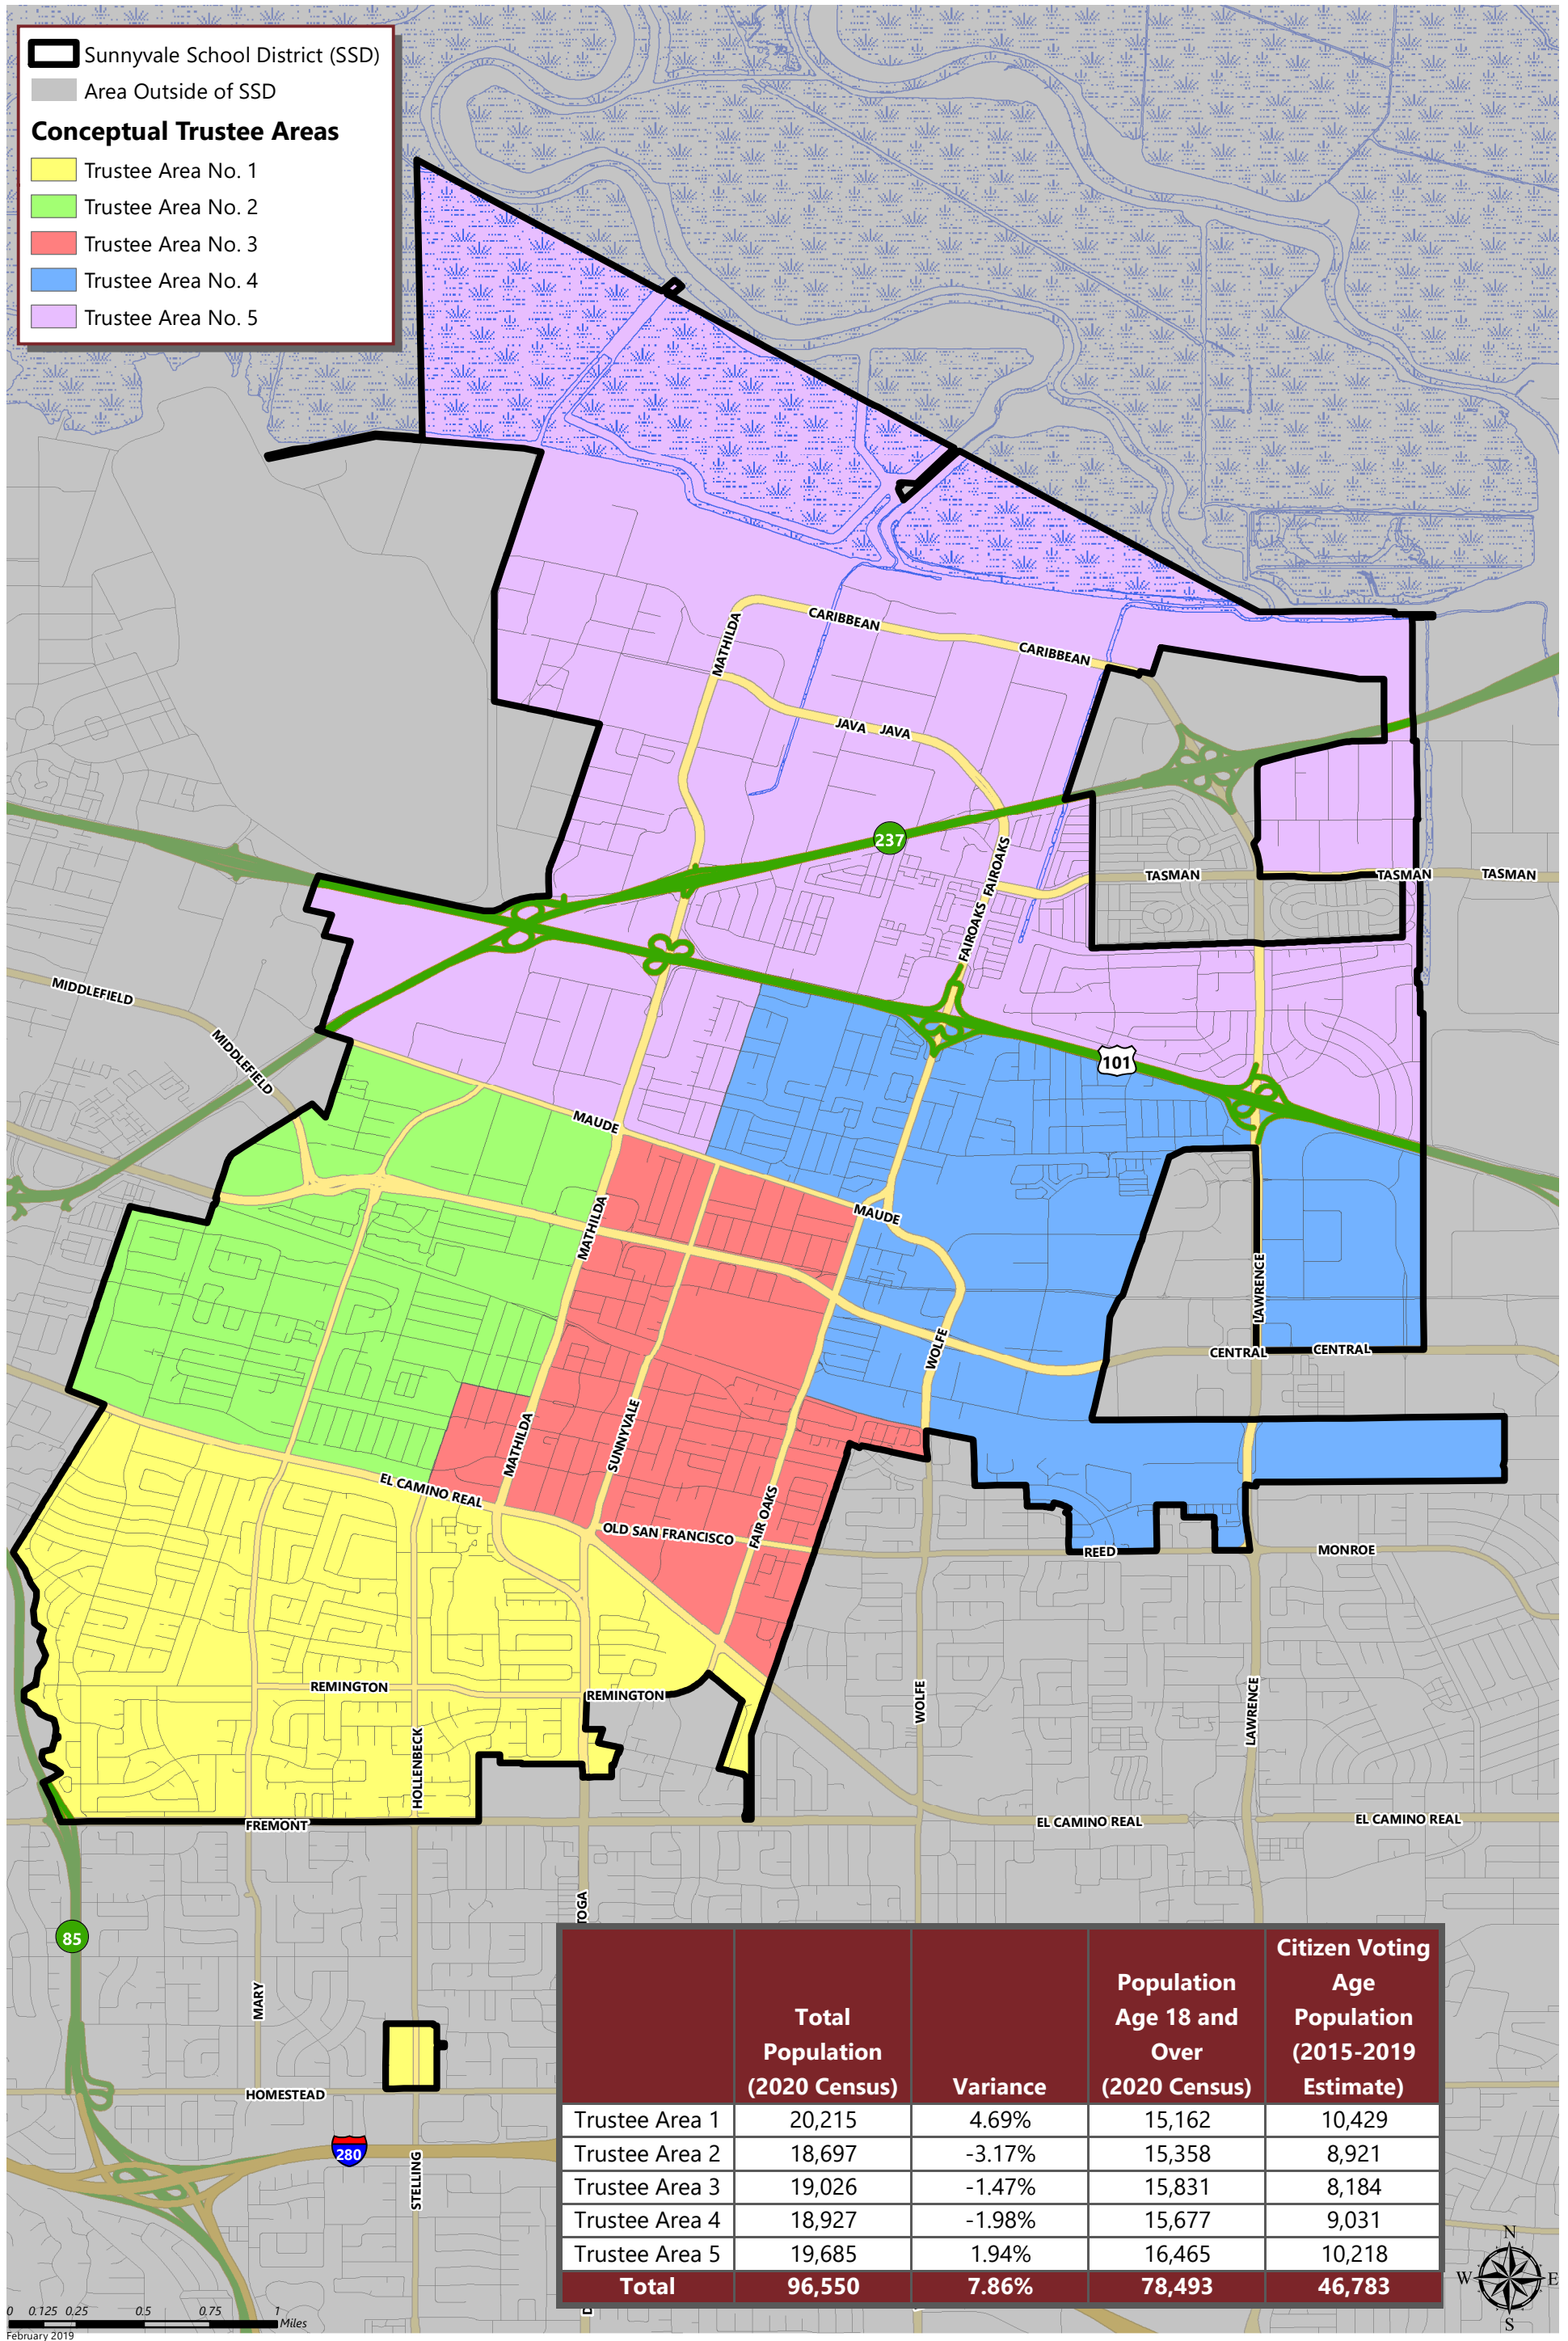 Sunnyvale School District (SSD)
Area Outside of SSD
Conceptual Trustee Areas
Trustee Area No. 1
Trustee Area No. 2
Trustee Area No. 3
Trustee Area No. 4
Trustee Area No. 5
CARIBBEAN
CARIBBEAN
MATHILDA
JAVA JAVA
237
FAIROAKS
TASMAN
TASMAN
TASMAN
FAIROAKS
MIDDLEFIELD
MIDDLEFIELD
101
MAUDE
MAUDE
MATHILDA
LAWRENCE
WOLFE
CENTRAL
CENTRAL
MATHILDA
SUNNYVALE
EL CAMINO REAL
FAIR OAKS
OLD SAN FRANCISCO
REED
MONROE
REMINGTON
REMINGTON
WOLFE
LAWRENCE
HOLLENBECK
FREMONT
EL CAMINO REAL
EL CAMINO REAL
TOGA
85
MARY
HOMESTEAD
280
STELLING
Total Population (2020 Census) Variance Population Age 18 and Over (2020 Census) Citizen Voting Age Population (2015-2019 Estimate)
Trustee Area 1 20,215 4.69% 15,162 10,429
Trustee Area 2 18,697 -3.17% 15,358 8,921
Trustee Area 3 19,026 -1.47% 15,831 8,184
Trustee Area 4 18,927 -1.98% 15,677 9,031
Trustee Area 5 19,685 1.94% 16,465 10,218
Total 96,550 7.86% 78,493 46,783
N
W E
S
0 0.125 0.25 0.5 0.75 1
Miles
February 2019